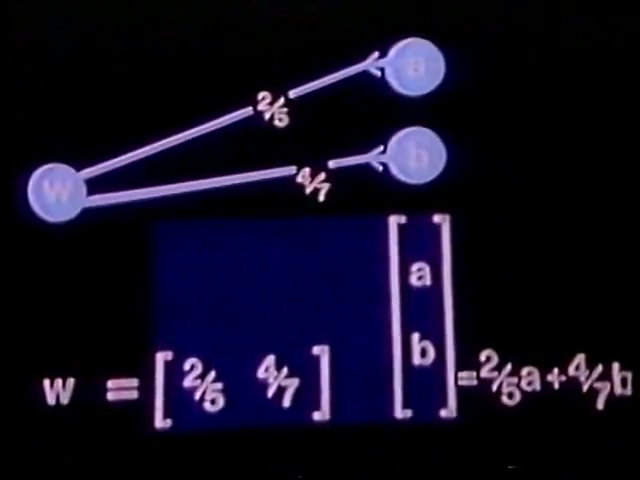 a
2/5
b
4/7
w
a
b
w = [ 2/5 4/7 ] = 2/5a + 4/7b